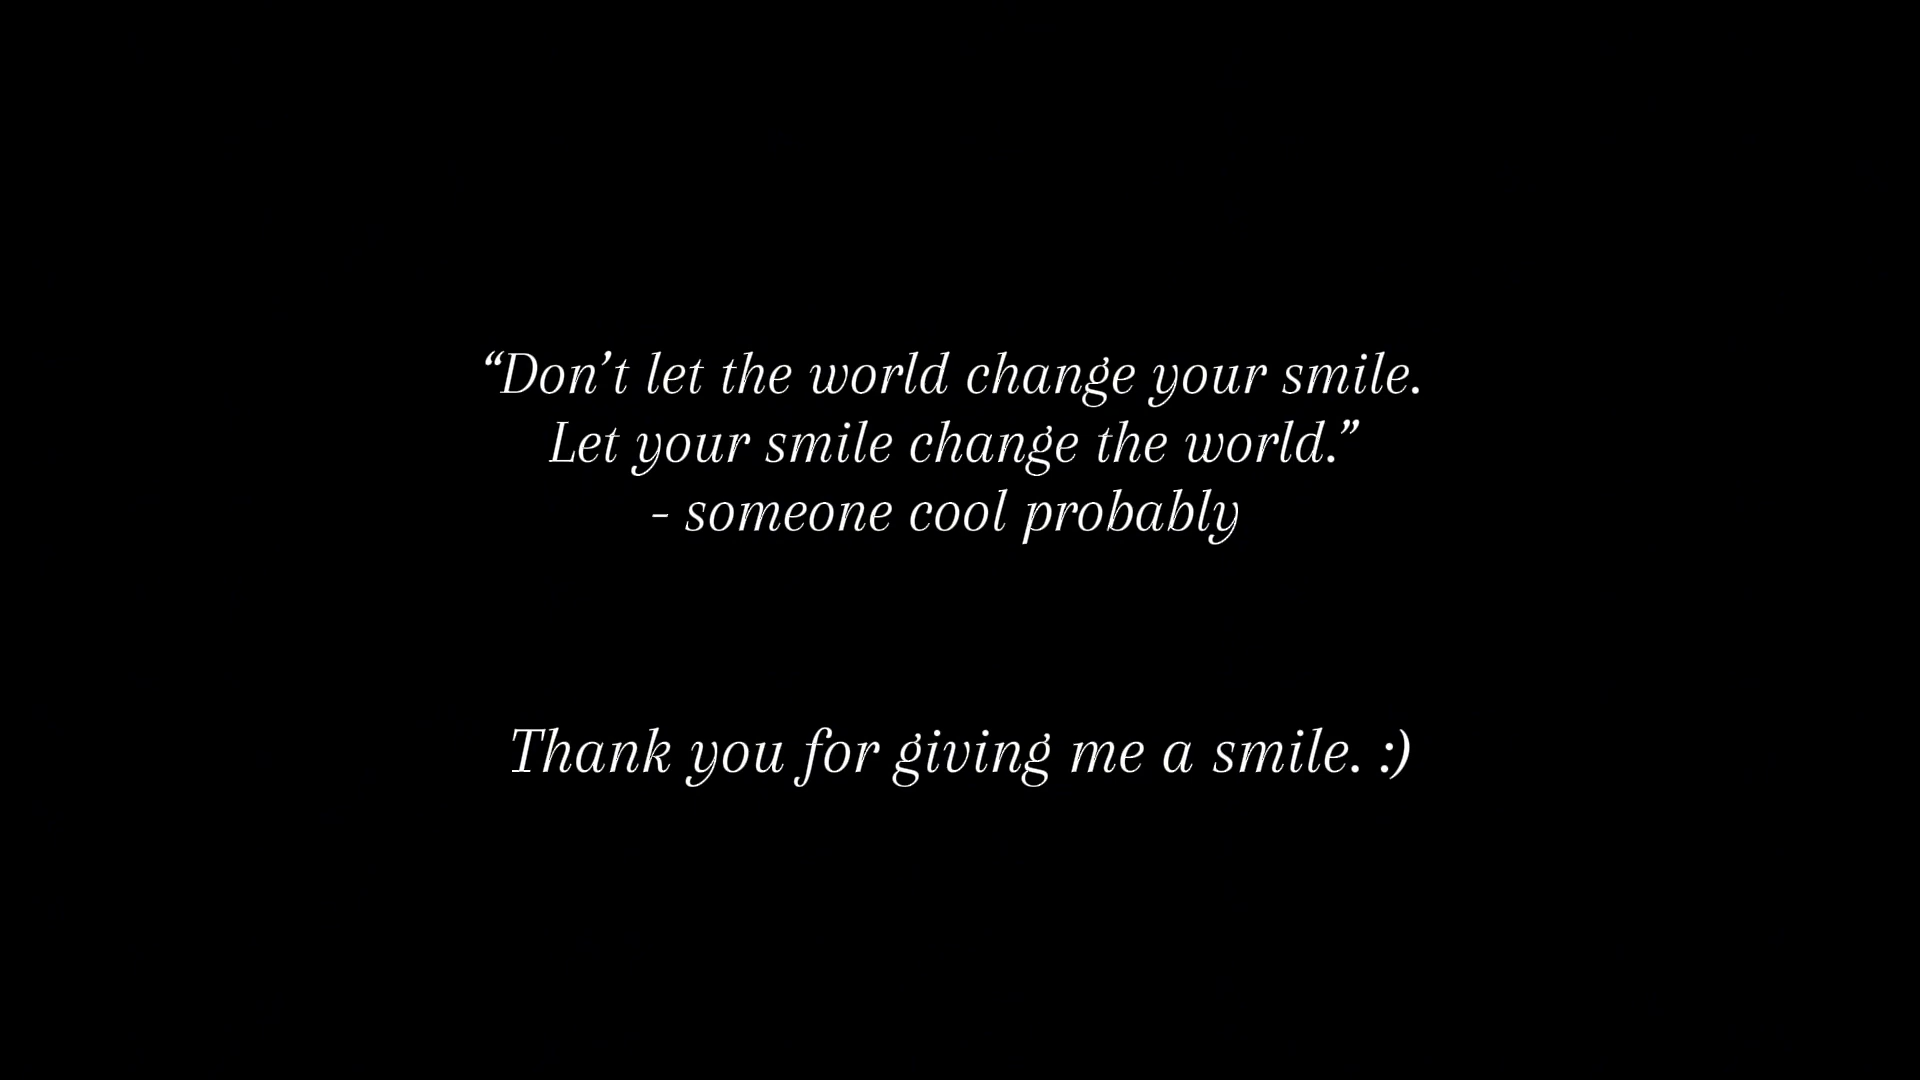 “Don’t let the world change your smile.
Let your smile change the world.”
- someone cool probably
Thank you for giving me a smile. :)